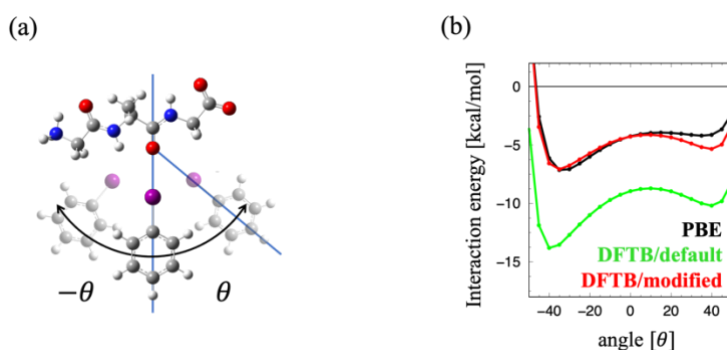 (a)
−θ
θ
(b)
Interaction energy [kcal/mol]
0
−5
−10
−15
PBE
DFTB/default
DFTB/modified
−40 −20 0 20 40
angle [θ]